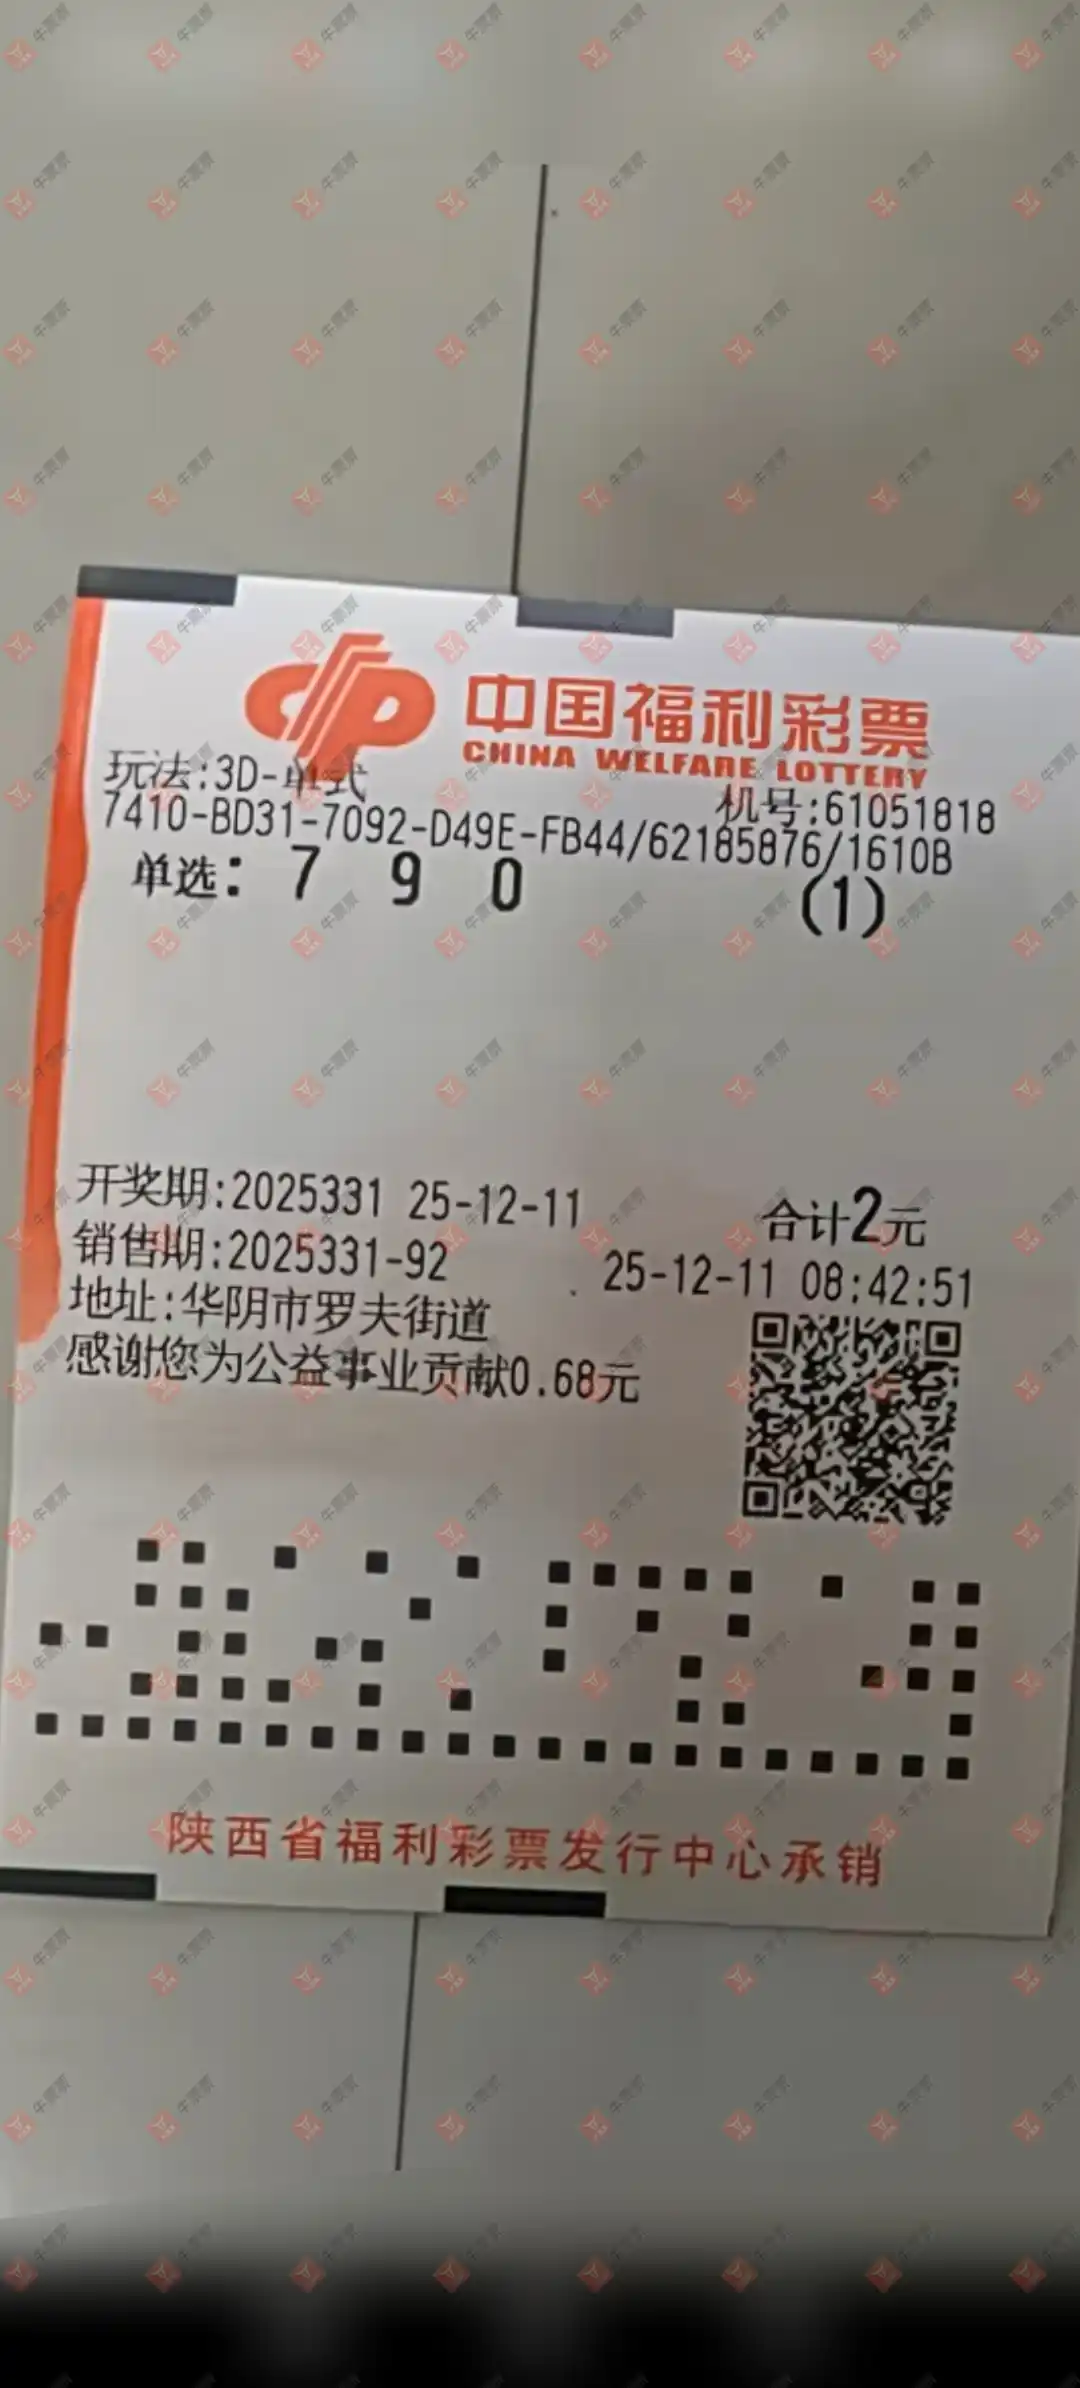 中国福利彩票
CHINA WELFARE LOTTERY
玩法:3D-单式
机号:61051818
7410-BD31-7092-D49E-FB44/62185876/1610B
单选: 7 9 0 (1)
开奖期:2025331 25-12-11
合计2元
销售期:2025331-92
25-12-11 08:42:51
地址:华阴市罗夫街道
感谢您为公益事业贡献0.68元
陕西省福利彩票发行中心承销